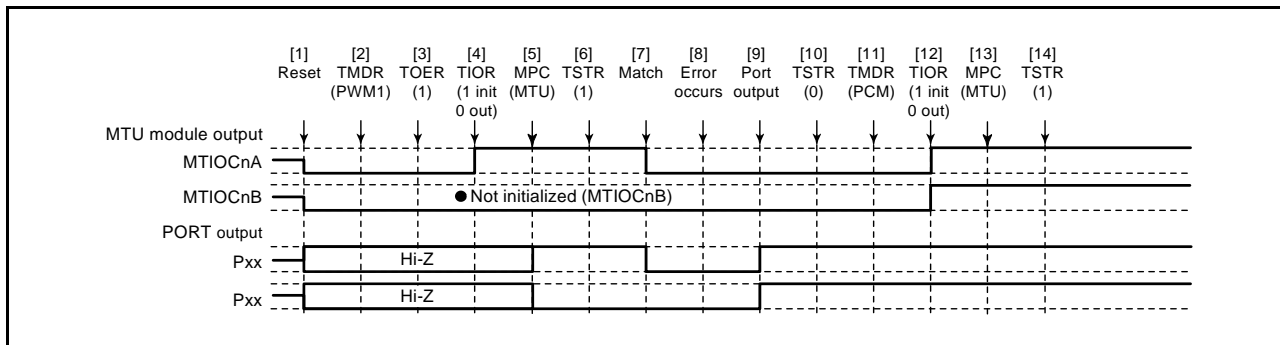 [1] [2] [3] [4] [5] [6] [7] [8] [9] [10] [11] [12] [13] [14]
Reset TMDR TOER TIOR MPC TSTR Match Error Port TSTR TMDR TIOR MPC TSTR
(PWM1) (1) (1 init (MTU) (1) occurs output (0) (PCM) (1 init (MTU) (1)
0 out) 0 out)
MTU module output
MTIOCnA
MTIOCnB ● Not initialized (MTIOCnB)
PORT output
Pxx Hi-Z
Pxx Hi-Z